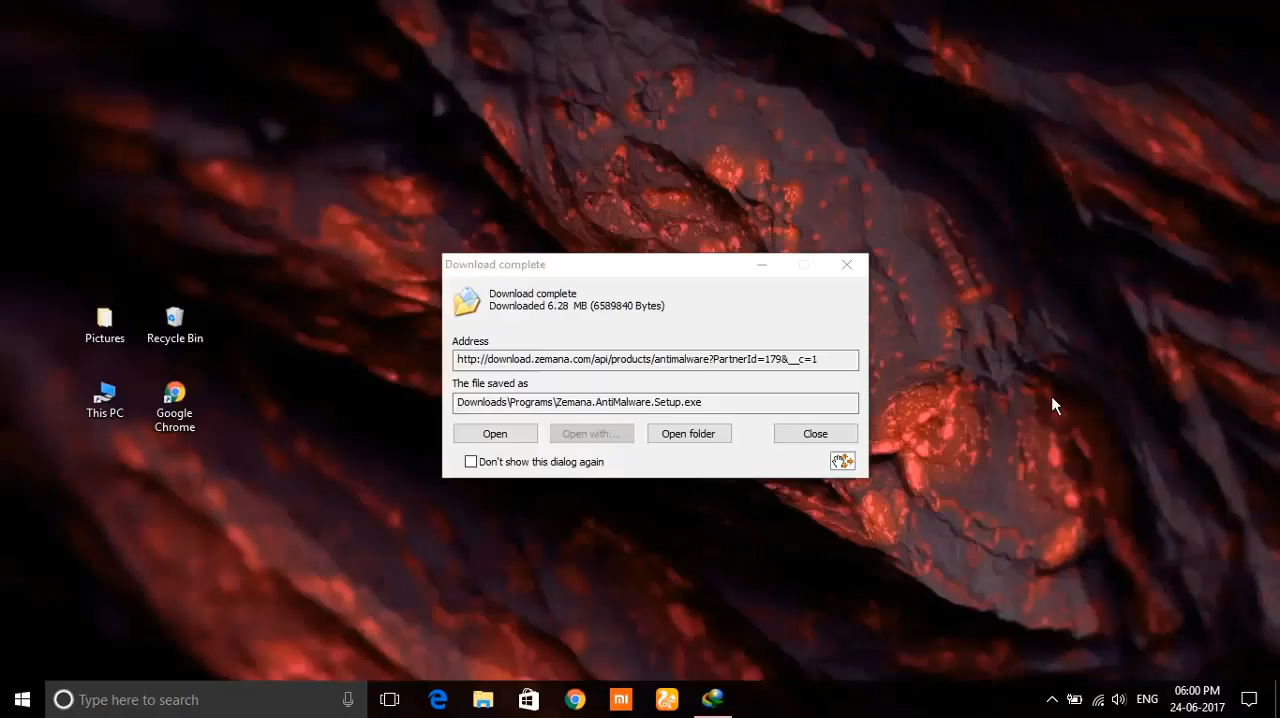 Download complete
Download complete
Downloaded 6.28 MB (6589840 Bytes)
Address
http://download.zemana.com/api/products/antimalware?PartnerId=179&__c=1
The file saved as
Downloads\Programs\Zemana.AntiMalware.Setup.exe
Open
Open with...
Open folder
Close
Don't show this dialog again
Pictures
Recycle Bin
This PC
Google
Chrome
Type here to search
mi
ENG
06:00 PM
24-06-2017